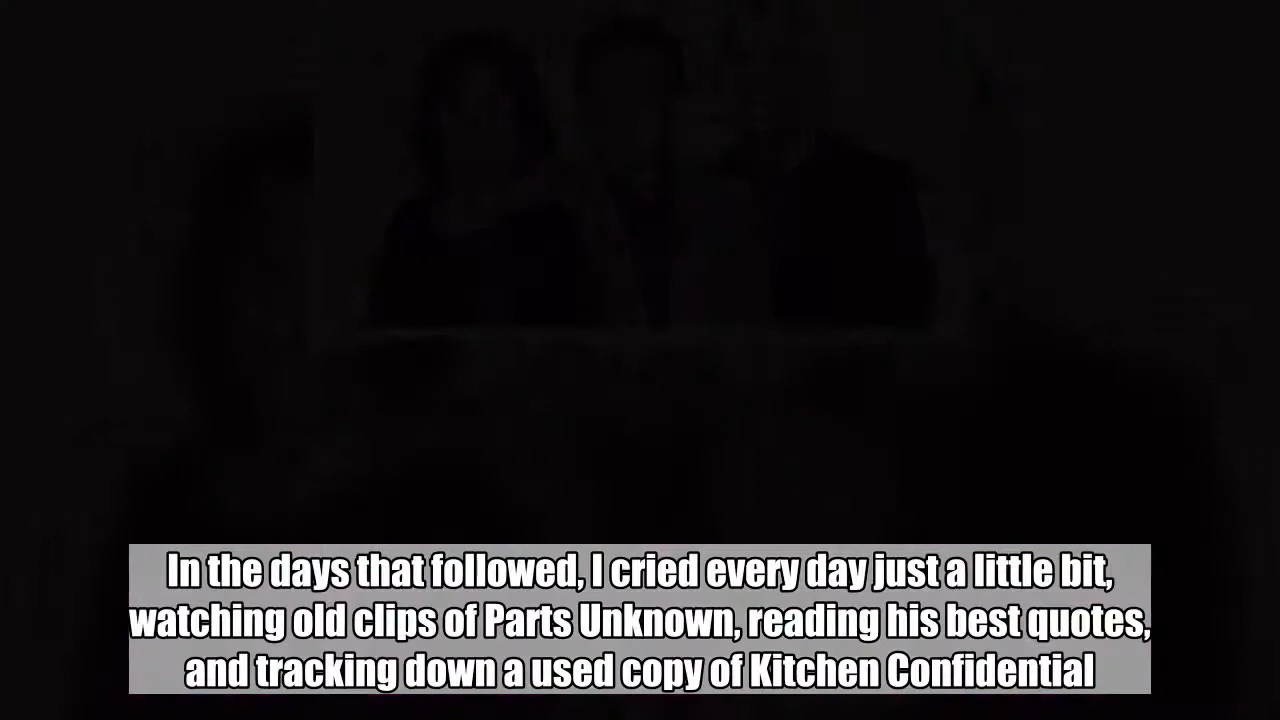 In the days that followed, I cried every day just a little bit,
watching old clips of Parts Unknown, reading his best quotes,
and tracking down a used copy of Kitchen Confidential